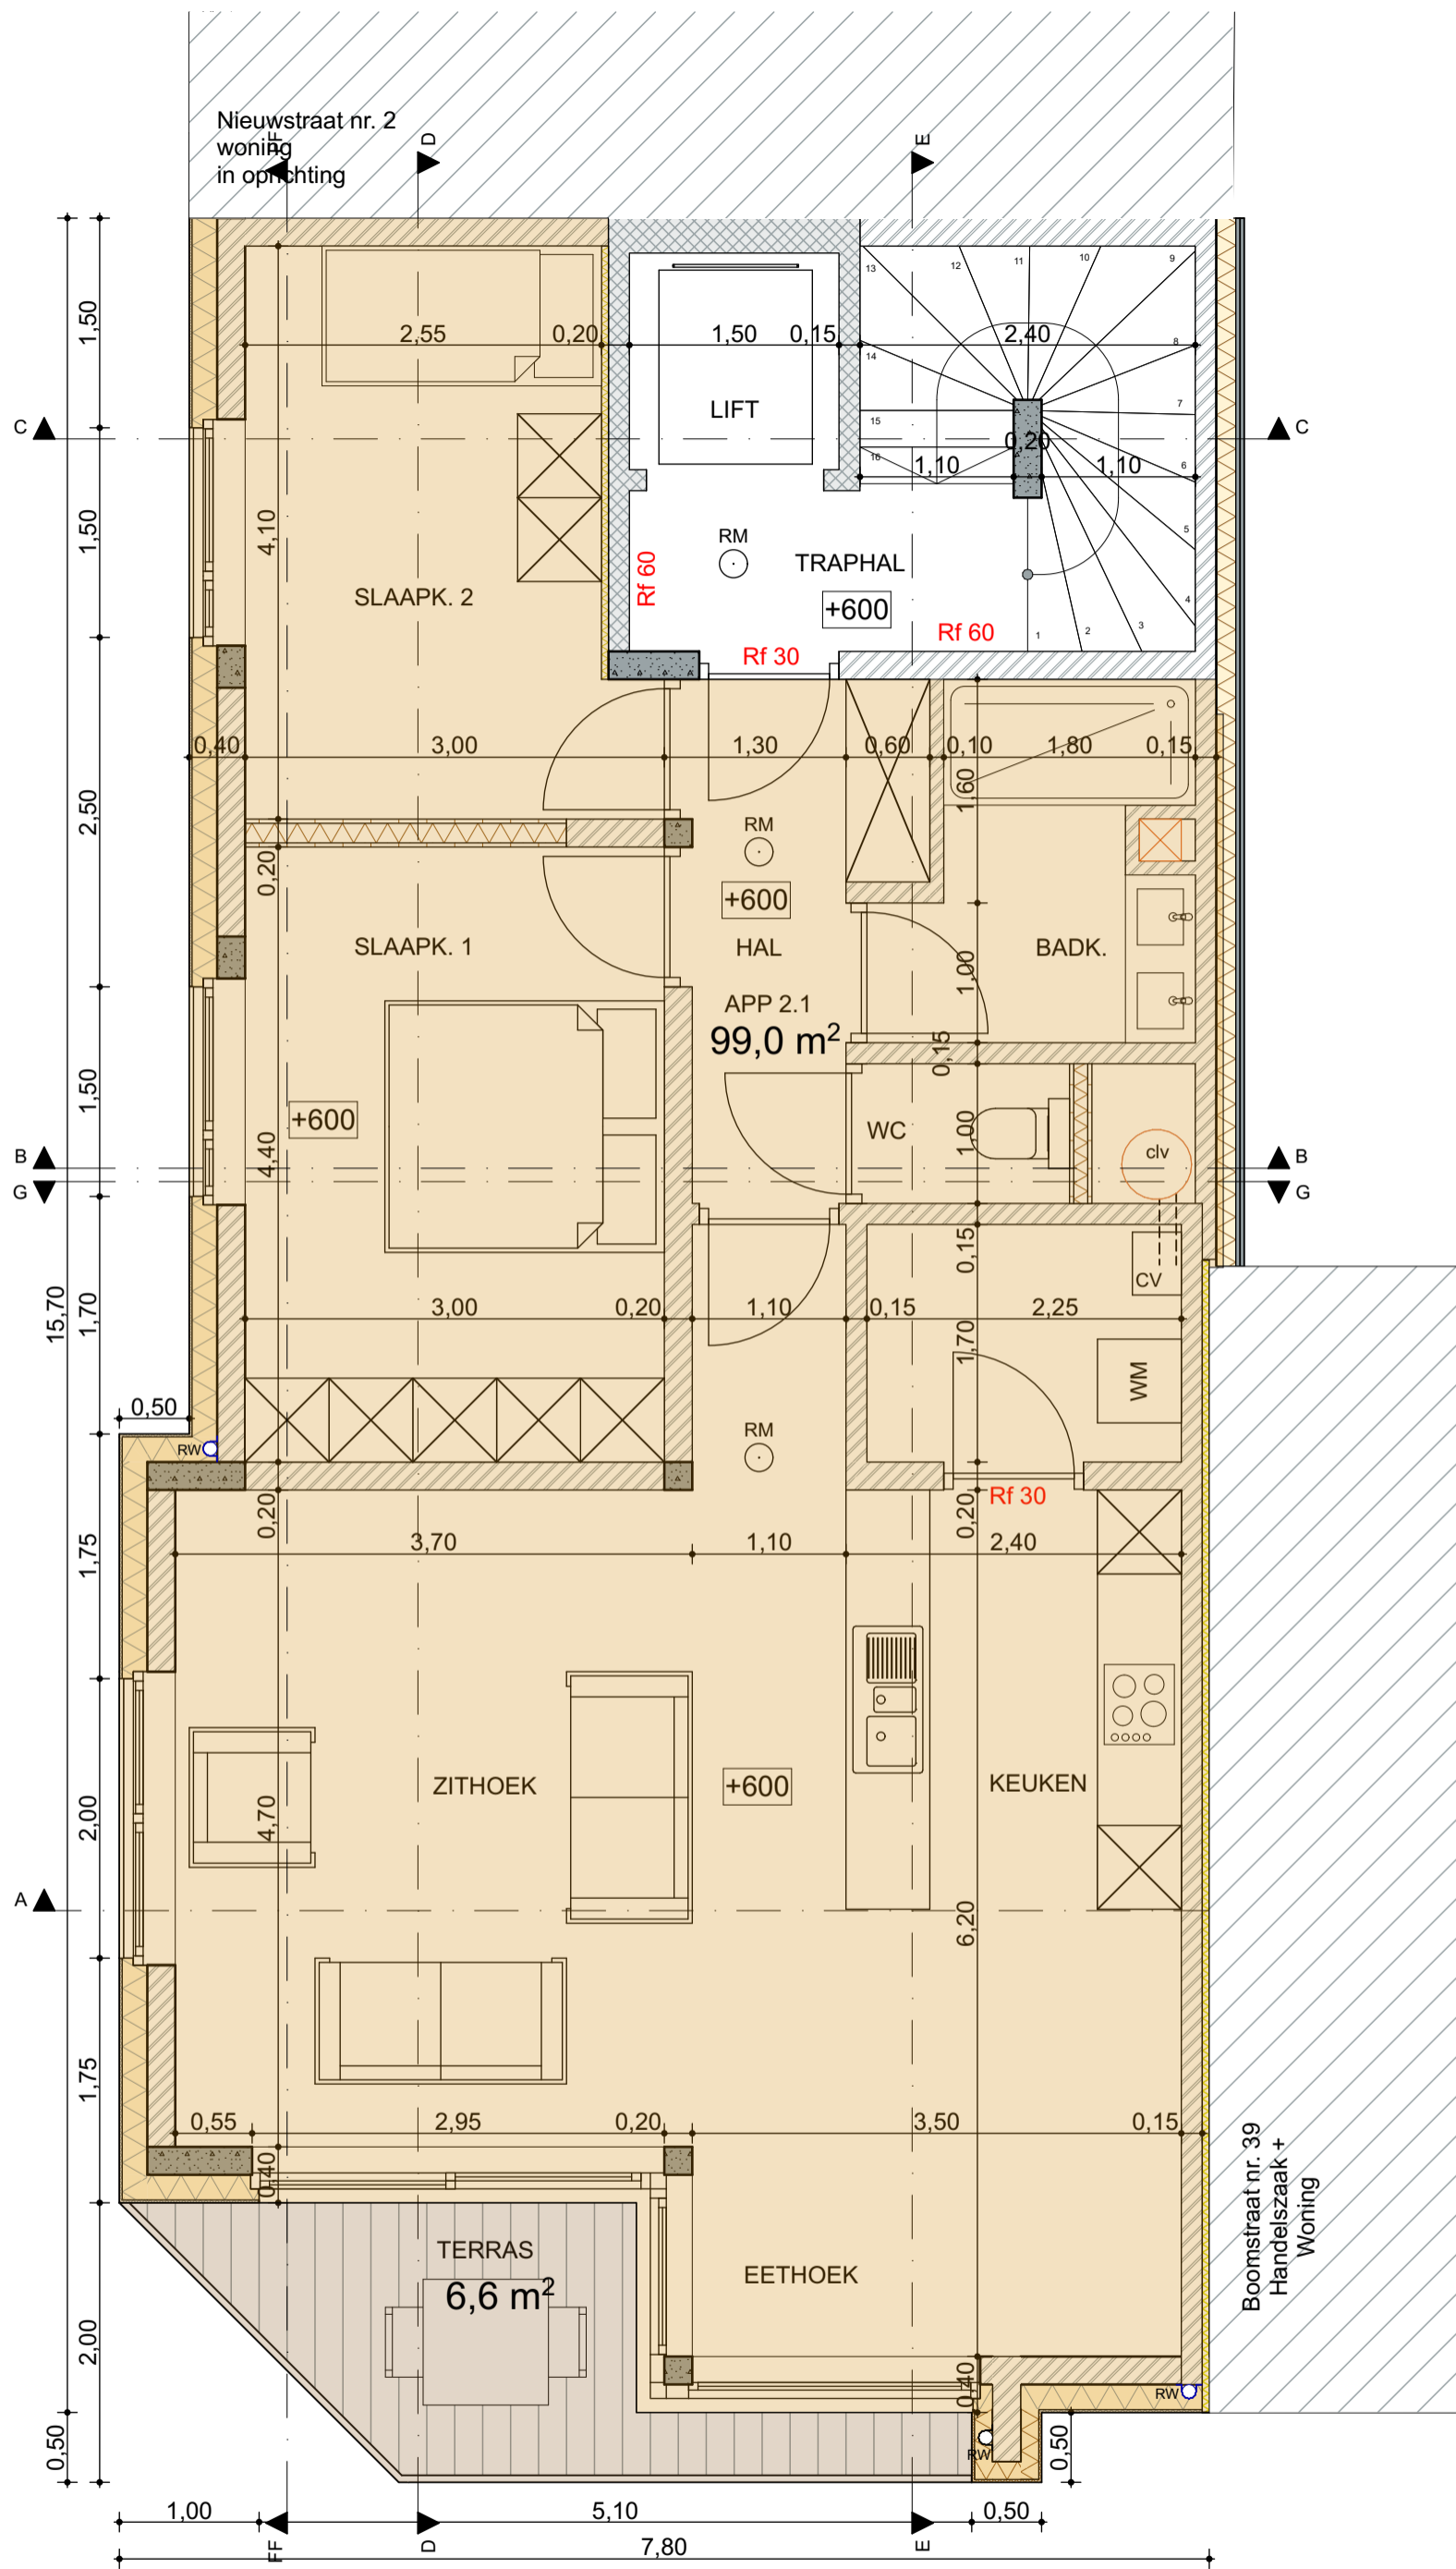 Nieuwstraat nr. 2
woning
in oprichting
FF
D
E
13
12
11
10
9
2,55
0,20
1,50
0,15
2,40
14
8
LIFT
7
15
C
C
0,20
16
1,10
1,10
6
1,50
1,50
4,10
RM
TRAPHAL
5
Rf 60
SLAAPK. 2
+600
4
Rf 60
1
2
3
Rf 30
0,40
3,00
1,30
0,60
0,10
1,80
0,15
1,60
2,50
RM
0,20
+600
SLAAPK. 1
HAL
BADK.
1,00
APP 2.1
99,0 m²
0,15
1,50
+600
WC
1,00
4,40
clv
B
B
G
G
0,15
CV
15,70
1,70
3,00
0,20
1,10
0,15
2,25
1,70
WM
0,50
RW
RM
Rf 30
0,20
0,20
1,75
3,70
1,10
2,40
ZITHOEK
+600
KEUKEN
2,00
4,70
A
6,20
1,75
0,55
2,95
0,20
3,50
0,15
0,40
TERRAS
6,6 m²
EETHOEK
Boomstraat nr. 39
Handelszaak +
Woning
2,00
0,40
RW
RW
0,50
0,50
1,00
5,10
0,50
FF
D
E
7,80